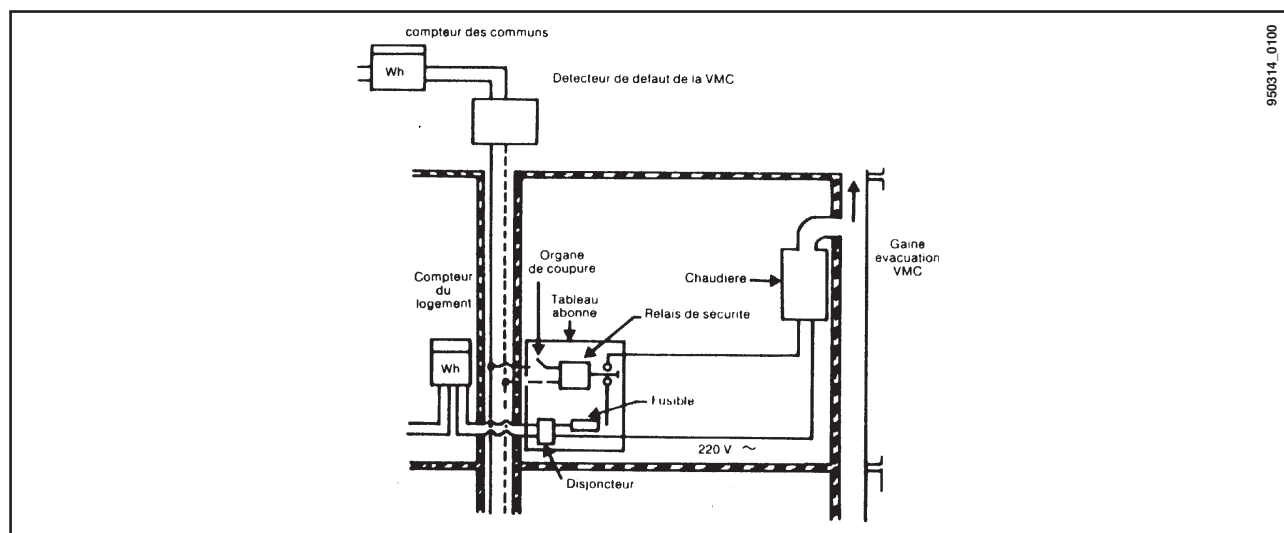 compteur des communs
950314_0100
Wh
Detecteur de defaut de la VMC
Organe
de coupure
Gaine
evacuation
VMC
Compteur
du
logement
Chaudiere
Tableau
abonne
Relais de securite
Wh
Fusible
220 V ~
Disjoncteur